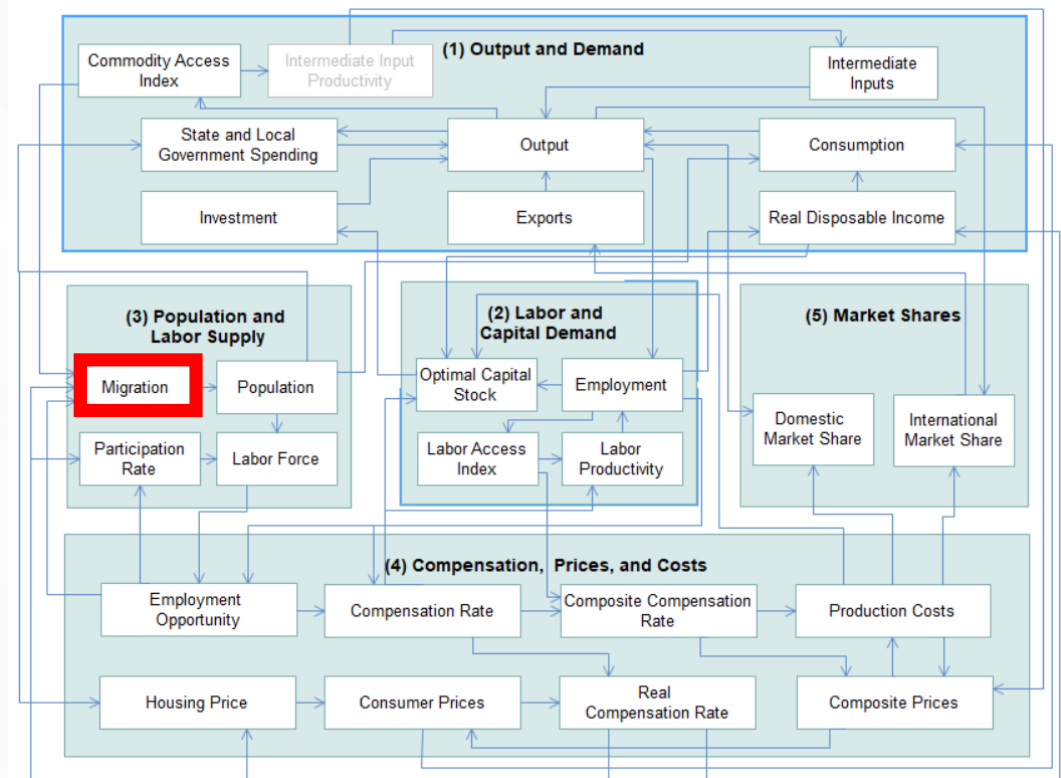 (1) Output and Demand
Commodity Access
Index
Intermediate Input
Productivity
Intermediate
Inputs
State and Local
Government Spending
Output
Consumption
Investment
Exports
Real Disposable Income
(3) Population and
Labor Supply
Migration
Population
Participation
Rate
Labor Force
(2) Labor and
Capital Demand
Optimal Capital
Stock
Employment
Labor Access
Index
Labor
Productivity
(5) Market Shares
Domestic
Market Share
International
Market Share
(4) Compensation, Prices, and Costs
Employment
Opportunity
Compensation Rate
Composite Compensation
Rate
Production Costs
Housing Price
Consumer Prices
Real
Compensation Rate
Composite Prices